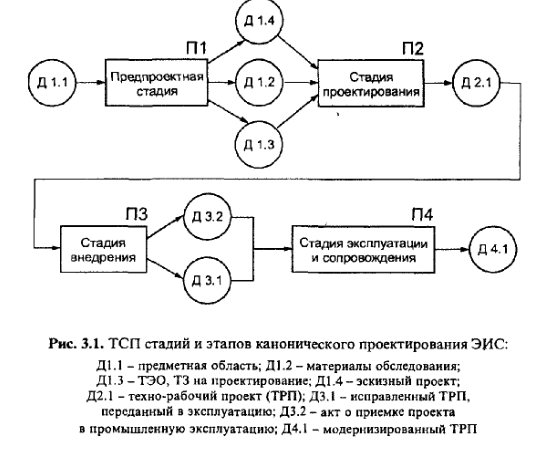 Д 1.4
П1
П2
Д 1.1
Предпроектная
стадия
Д 1.2
Стадия
проектирования
Д 2.1
Д 1.3
П3
Д 3.2
П4
Стадия
внедрения
Стадия эксплуатации
и сопровождения
Д 4.1
Д 3.1
Рис. 3.1. ТСП стадий и этапов канонического проектирования ЭИС:
Д1.1 – предметная область; Д1.2 – материалы обследования;
Д1.3 – ТЭО, ТЗ на проектирование; Д1.4 – эскизный проект;
Д2.1 – техно-рабочий проект (ТРП); Д3.1 – исправленный ТРП,
переданный в эксплуатацию; Д3.2 – акт о приемке проекта
в промышленную эксплуатацию; Д4.1 – модернизированный ТРП